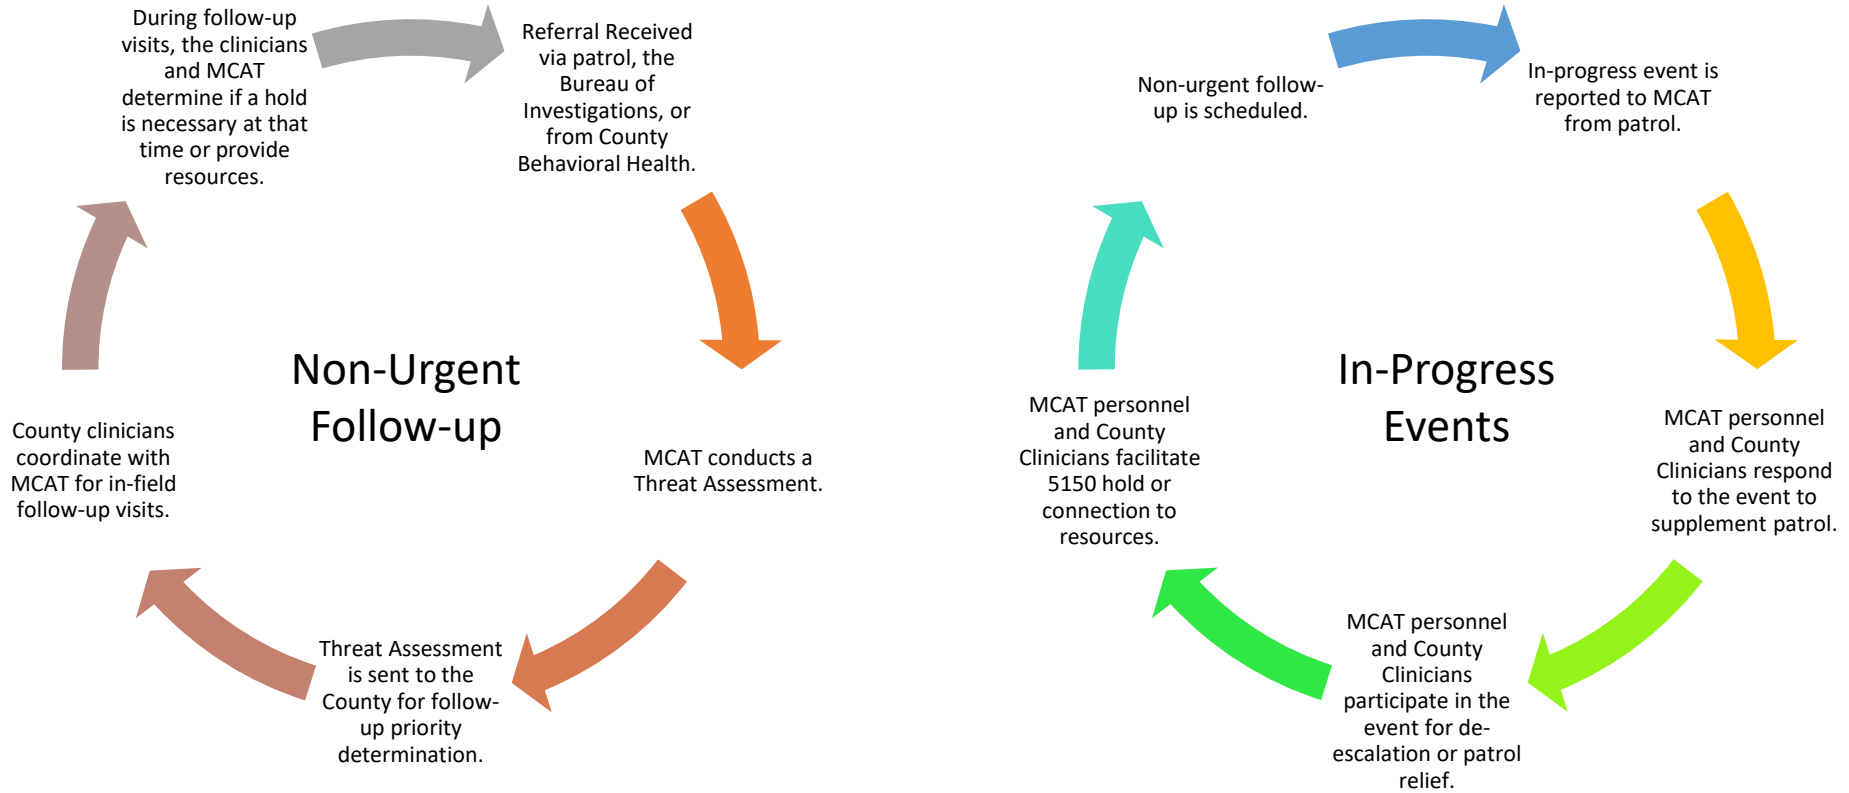 During follow-up
visits, the clinicians
and MCAT
determine if a hold
is necessary at that
time or provide
resources.
Referral Received
via patrol, the
Bureau of
Investigations, or
from County
Behavioral Health.
MCAT conducts a
Threat Assessment.
Threat Assessment
is sent to the
County for follow-
up priority
determination.
County clinicians
coordinate with
MCAT for in-field
follow-up visits.
Non-Urgent
Follow-up
Non-urgent follow-
up is scheduled.
In-progress event is
reported to MCAT
from patrol.
MCAT personnel
and County
Clinicians respond
to the event to
supplement patrol.
MCAT personnel
and County
Clinicians
participate in the
event for de-
escalation or patrol
relief.
MCAT personnel
and County
Clinicians facilitate
5150 hold or
connection to
resources.
In-Progress
Events